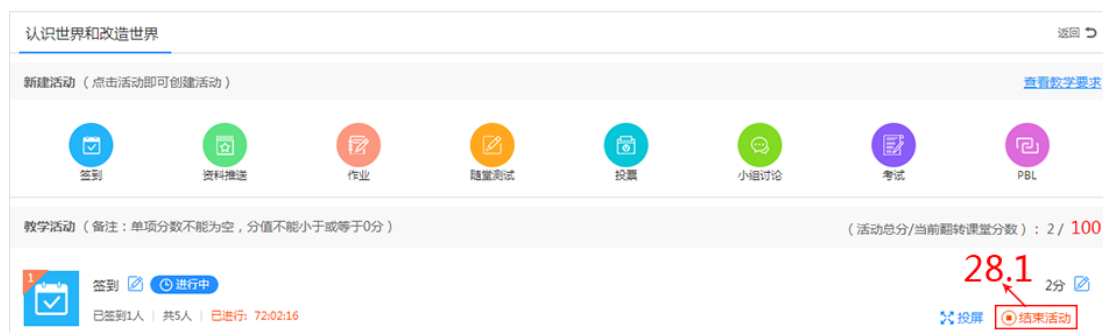 认识世界和改造世界 返回
新建活动（点击活动即可创建活动） 查看教学要求
签到 资料推送 作业 随堂测试 投票 小组讨论 考试 PBL
教学活动（备注：单项分数不能为空，分值不能小于或等于0分） （活动总分/当前翻转课堂分数）：2 / 100
28.1
1 签到 进行中 2分
已签到1人 | 共5人 | 已进行：72:02:16 投屏 结束活动